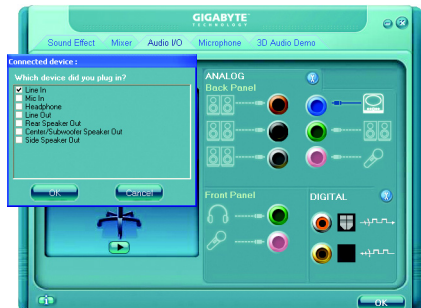 GIGABYTE
TECHNOLOGY
Sound Effect Mixer Audio I/O Microphone 3D Audio Demo
Connected device :
Which device did you plug in?
Line In
Mic In
Headphone
Line Out
Rear Speaker Out
Center/Subwoofer Speaker Out
Side Speaker Out
OK Cancel
ANALOG
Back Panel
Front Panel
DIGITAL
OK